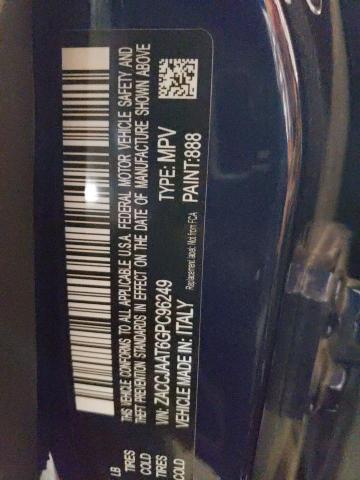 LB
TIRES
COLD
TIRES
COLD
THIS VEHICLE CONFORMS TO ALL APPLICABLE U.S.A. FEDERAL MOTOR VEHICLE SAFETY AND
THEFT PREVENTION STANDARDS IN EFFECT ON THE DATE OF MANUFACTURE SHOWN ABOVE
VIN: ZACCJAAT6GPC96249 TYPE: MPV
VEHICLE MADE IN: ITALY PAINT:888
Replacement label: Not from FCA